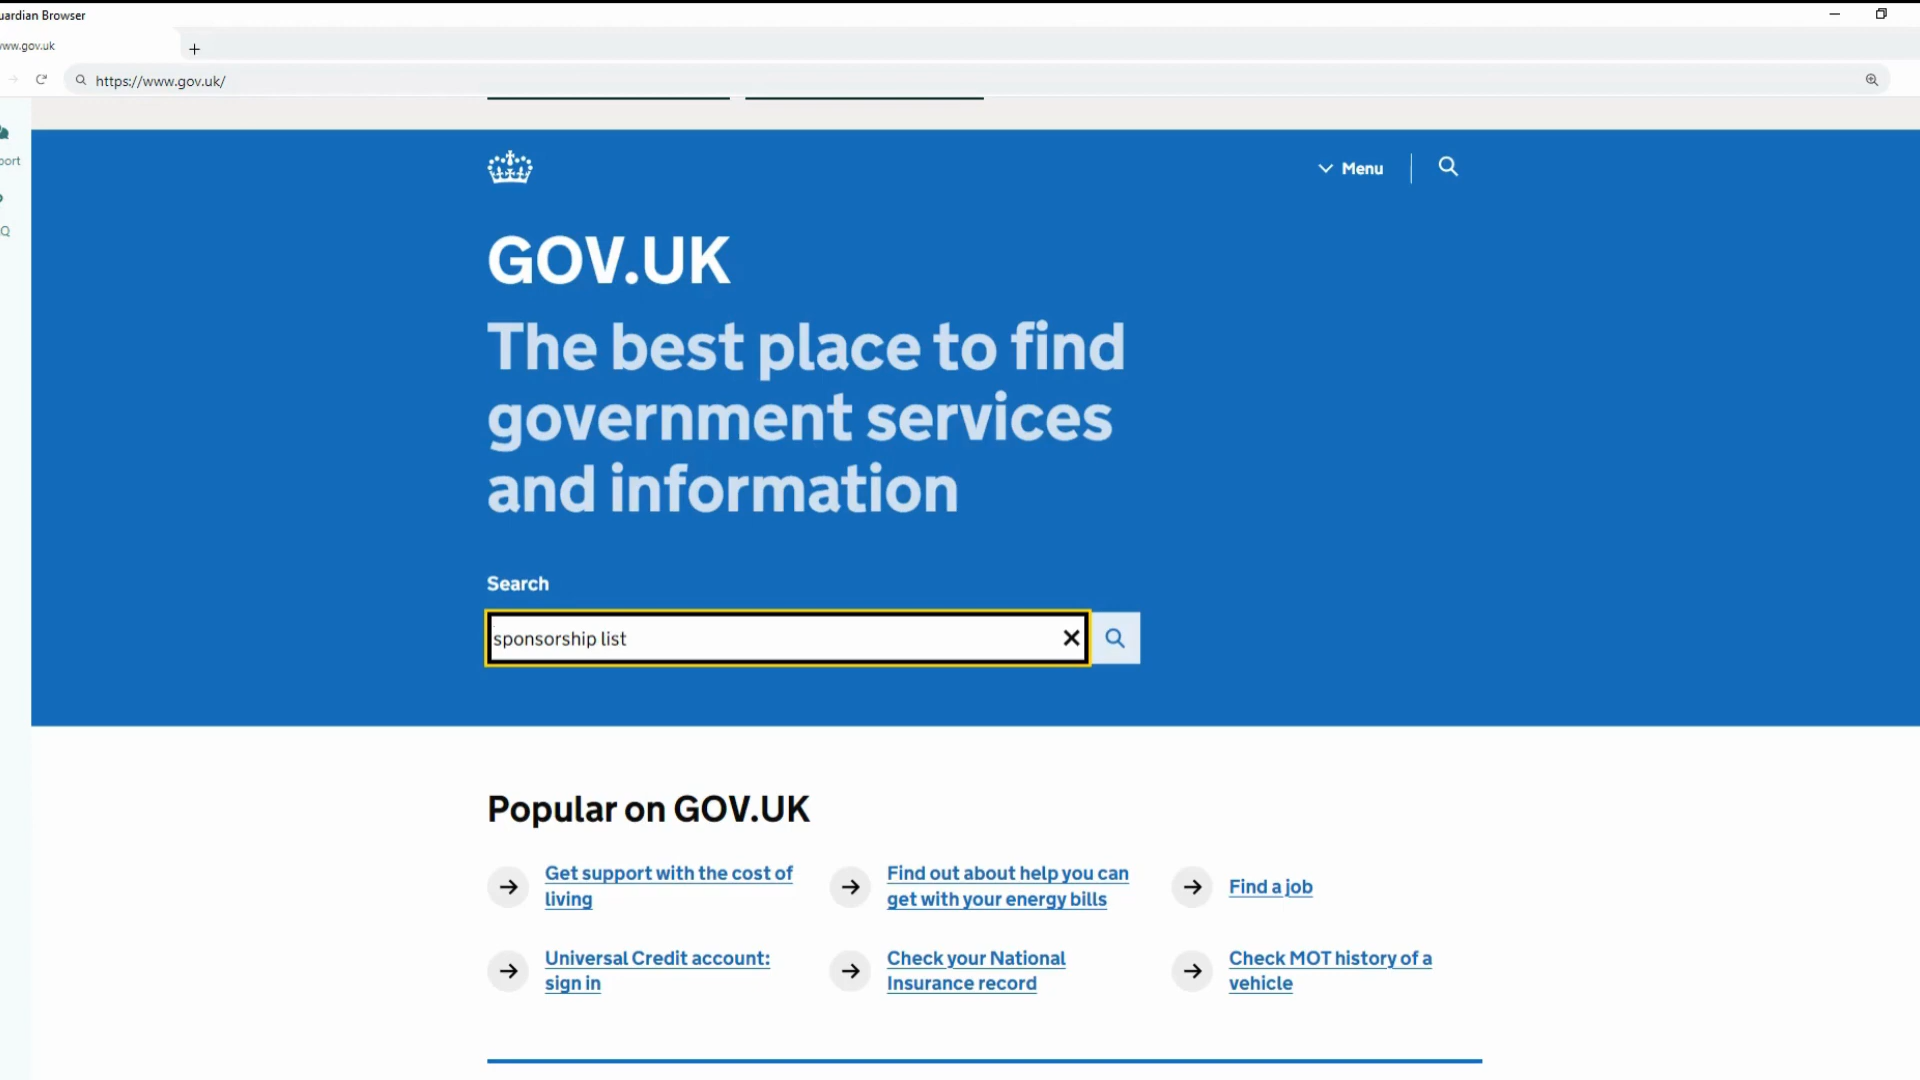 uardian Browser
www.gov.uk
https://www.gov.uk/
port
Q
Menu
GOV.UK
The best place to find
government services
and information
Search
sponsorship list
Popular on GOV.UK
Get support with the cost of
living
Find out about help you can
get with your energy bills
Find a job
Universal Credit account:
sign in
Check your National
Insurance record
Check MOT history of a
vehicle